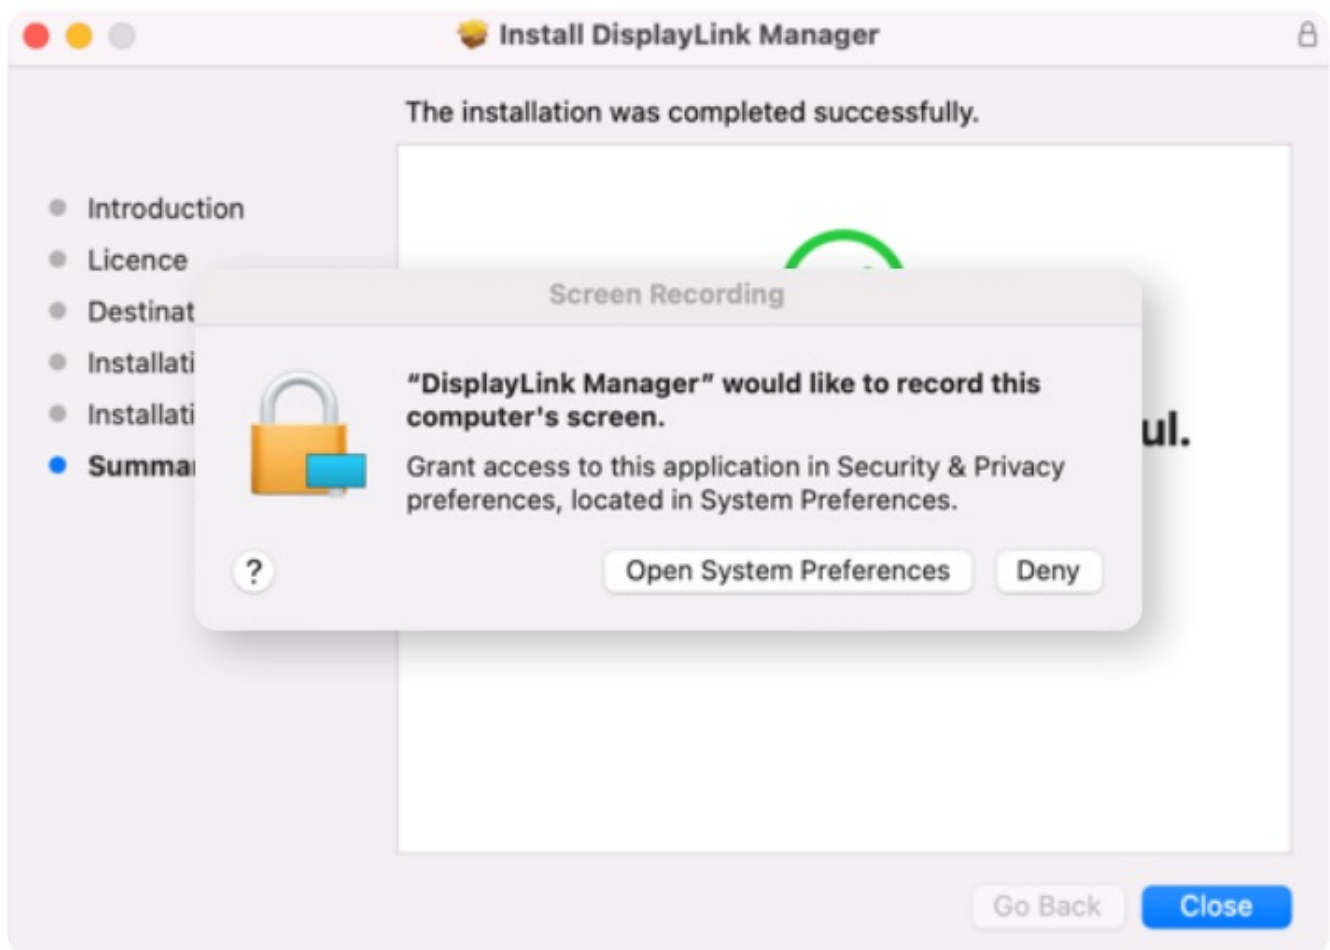 Install DisplayLink Manager
The installation was completed successfully.
Introduction
Licence
Destinat
Installati
Installati
Summar
Screen Recording
“DisplayLink Manager” would like to record this
computer's screen.
Grant access to this application in Security & Privacy
preferences, located in System Preferences.
ul.
?
Open System Preferences
Deny
Go Back
Close